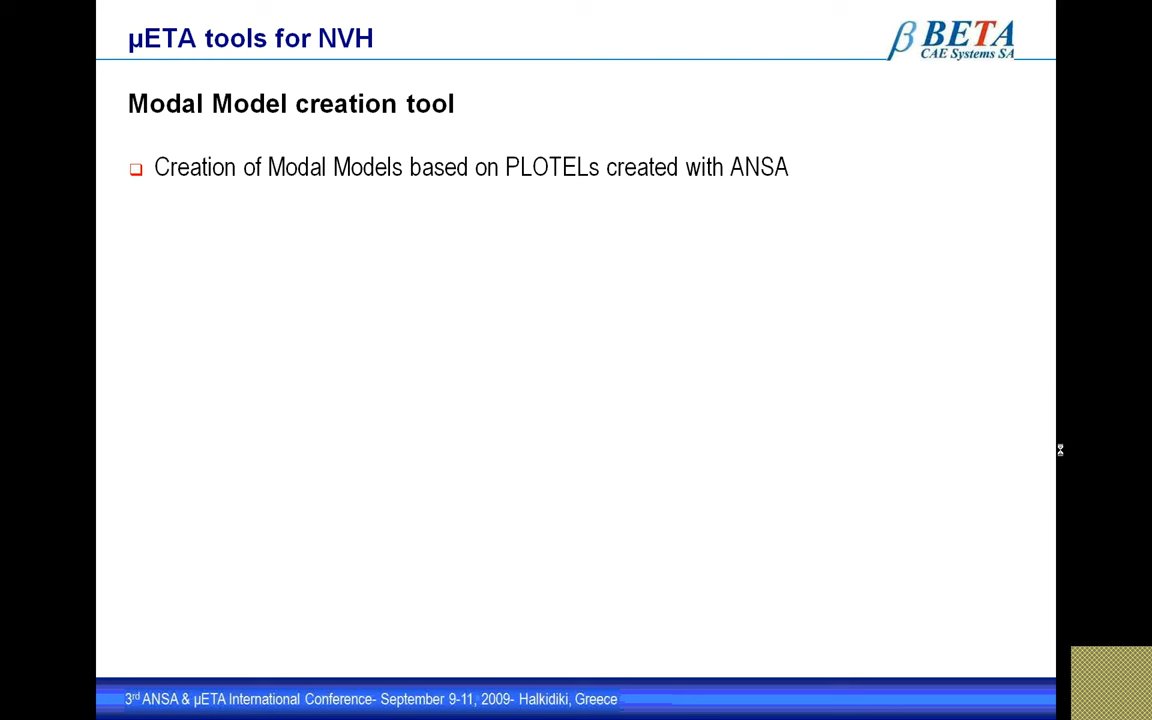 µETA tools for NVH
β BETA
CAE Systems SA
Modal Model creation tool
Creation of Modal Models based on PLOTELs created with ANSA
3rd ANSA & µETA International Conference- September 9-11, 2009- Halkidiki, Greece